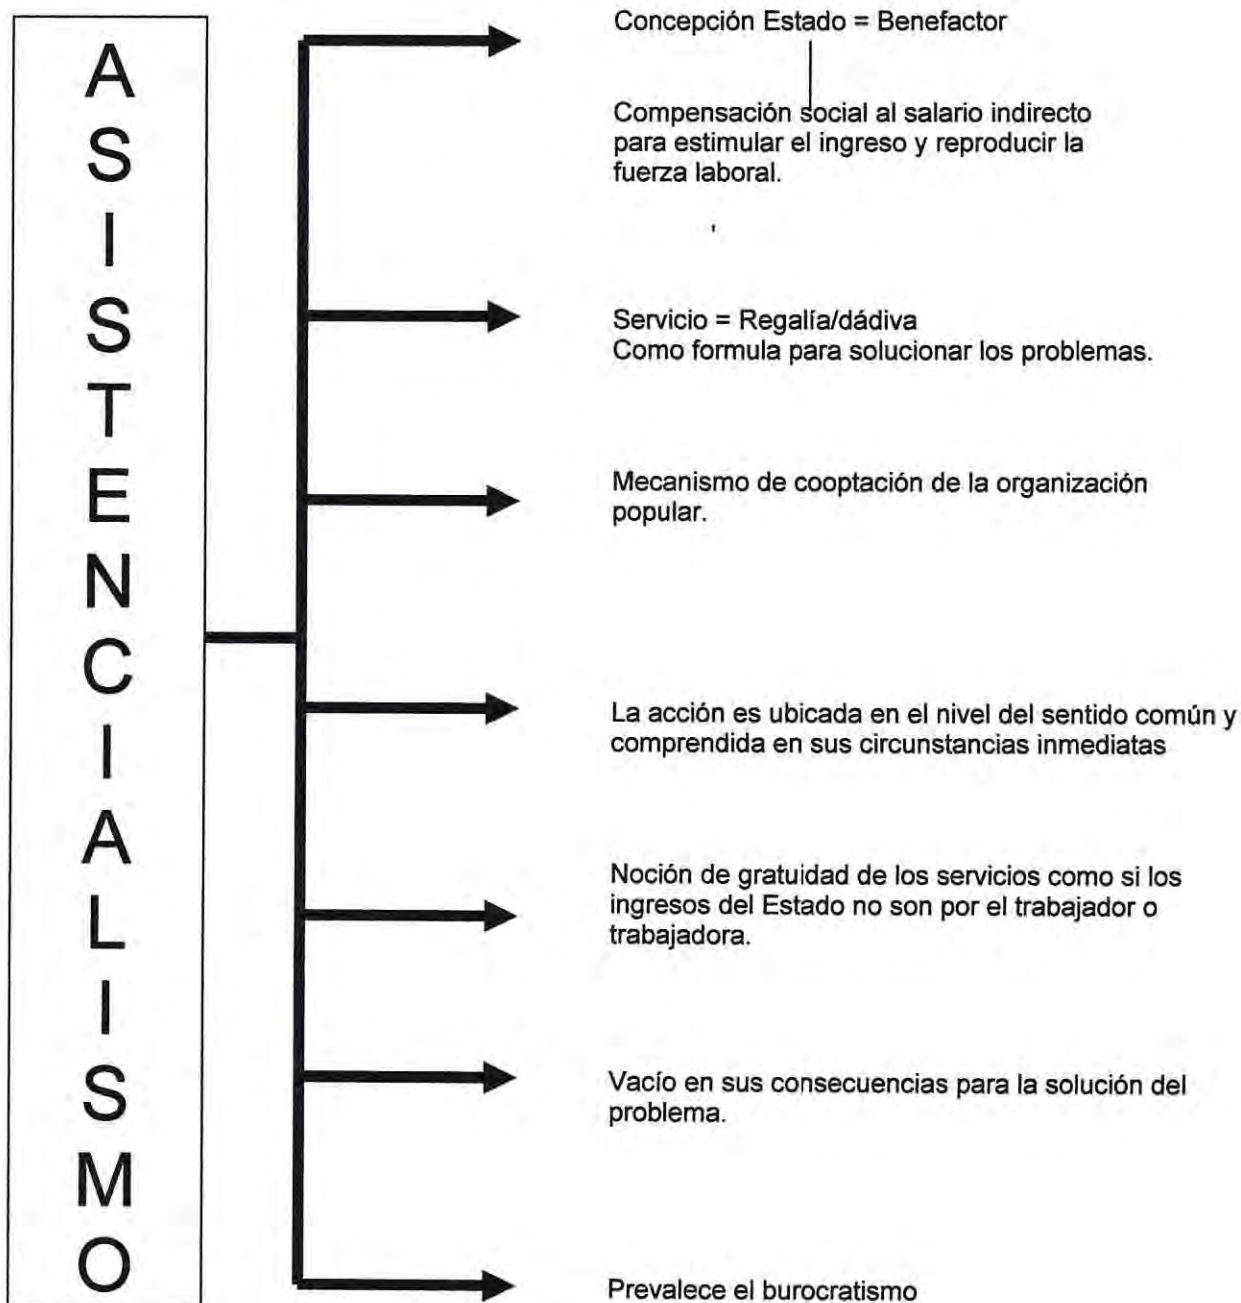 ASISTENCIALISMO
Concepción Estado = Benefactor
Compensación social al salario indirecto
para estimular el ingreso y reproducir la
fuerza laboral.
Servicio = Regalía/dádiva
Como formula para solucionar los problemas.
Mecanismo de cooptación de la organización
popular.
La acción es ubicada en el nivel del sentido común y
comprendida en sus circunstancias inmediatas
Noción de gratuidad de los servicios como si los
ingresos del Estado no son por el trabajador o
trabajadora.
Vacío en sus consecuencias para la solución del
problema.
Prevalece el burocratismo